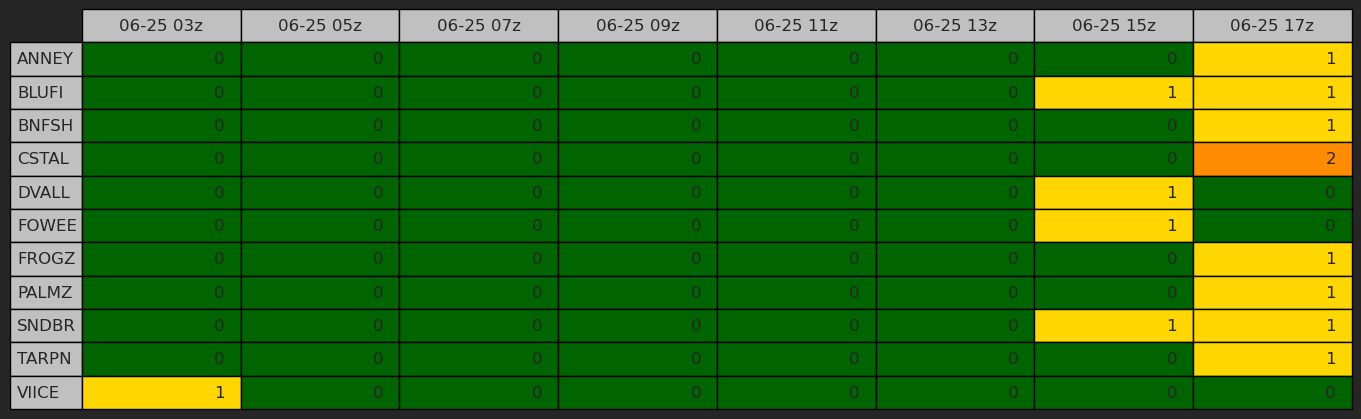 06-25 03z 06-25 05z 06-25 07z 06-25 09z 06-25 11z 06-25 13z 06-25 15z 06-25 17z
ANNEY 0 0 0 0 0 0 0 1
BLUFI 0 0 0 0 0 0 1 1
BNFSH 0 0 0 0 0 0 0 1
CSTAL 0 0 0 0 0 0 0 2
DVALL 0 0 0 0 0 0 1 0
FOWEE 0 0 0 0 0 0 1 0
FROGZ 0 0 0 0 0 0 0 1
PALMZ 0 0 0 0 0 0 0 1
SNDBR 0 0 0 0 0 0 1 1
TARPN 0 0 0 0 0 0 0 1
VIICE 1 0 0 0 0 0 0 0